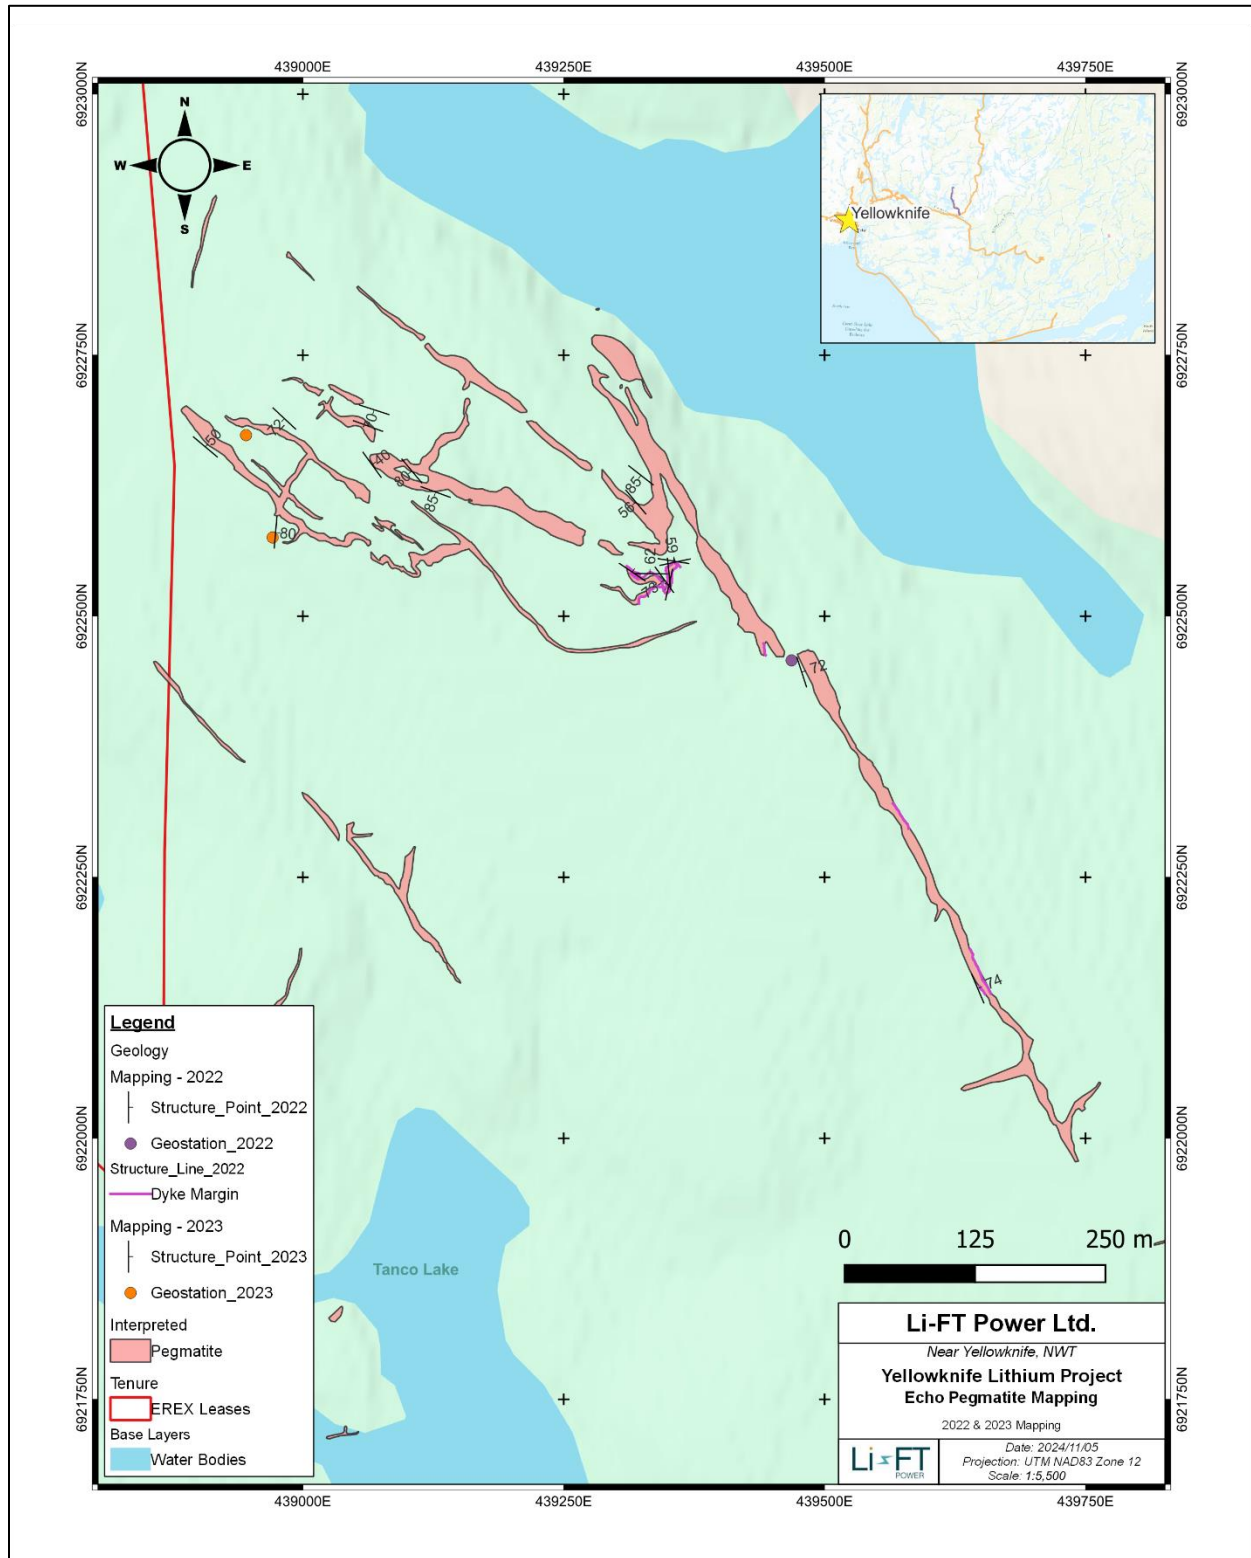 439000E
439250E
439500E
439750E
6923000N
6923000N
N
W
E
S
Yellowknife
6922750N
6922750N
72
50
40
40
80
85
85
56
80
59
29
6922500N
6922500N
72
6922250N
6922250N
74
Legend
Geology
Mapping - 2022
Structure_Point_2022
Geostation_2022
Structure_Line_2022
Dyke Margin
Mapping - 2023
Structure_Point_2023
Geostation_2023
Interpreted
Pegmatite
Tenure
EREX Leases
Base Layers
Water Bodies
6922000N
6922000N
Tanco Lake
0
125
250 m
6921750N
6921750N
Li-FT Power Ltd.
Near Yellowknife, NWT
Yellowknife Lithium Project
Echo Pegmatite Mapping
2022 & 2023 Mapping
Li FT
POWER
Date: 2024/11/05
Projection: UTM NAD83 Zone 12
Scale: 1:5,500
439000E
439250E
439500E
439750E